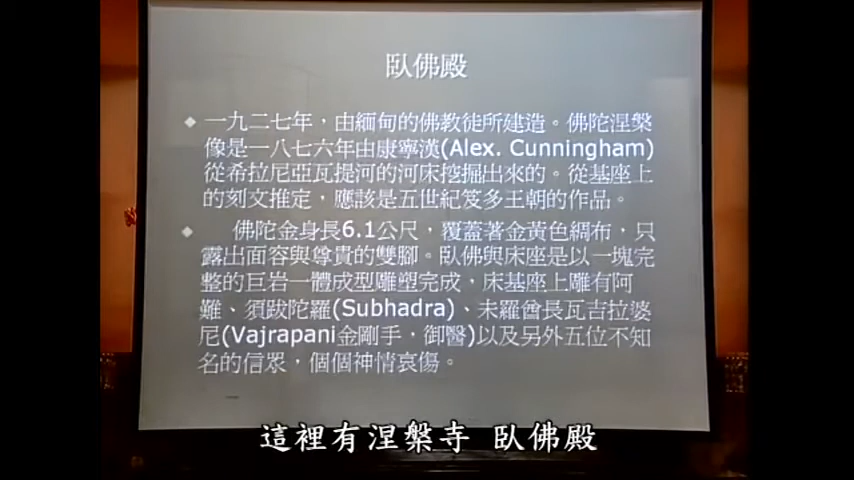 臥佛殿
◆ 一九二七年，由緬甸的佛教徒所建造。佛陀涅槃
像是一八七六年由康寧漢(Alex. Cunningham)
從希拉尼亞瓦提河的河床挖掘出來的。從基座上
的刻文推定，應該是五世紀笈多王朝的作品。
◆ 佛陀金身長6.1公尺，覆蓋著金黃色綢布，只
露出面容與尊貴的雙腳。臥佛與床座是以一塊完
整的巨岩一體成型雕塑完成，床基座上雕有阿
難、須跋陀羅(Subhadra)、末羅酋長瓦吉拉婆
尼(Vajrapani金剛手，御醫)以及另外五位不知
名的信眾，個個神情哀傷。
這裡有涅槃寺 臥佛殿